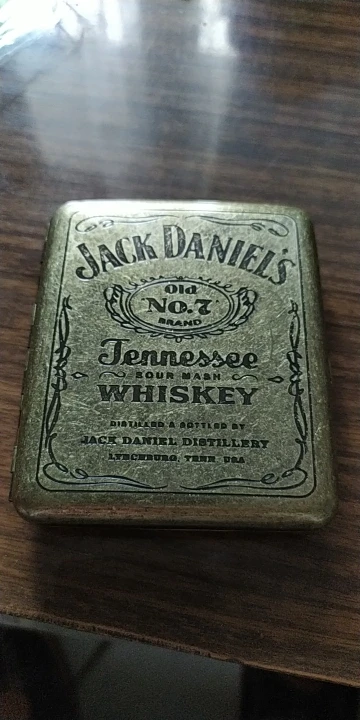 JACK DANIEL'S
Old
No.7
BRAND
Tennessee
SOUR MASH
WHISKEY
DISTILLED & BOTTLED BY
JACK DANIEL DISTILLERY
LYNCHBURG, TENN USA